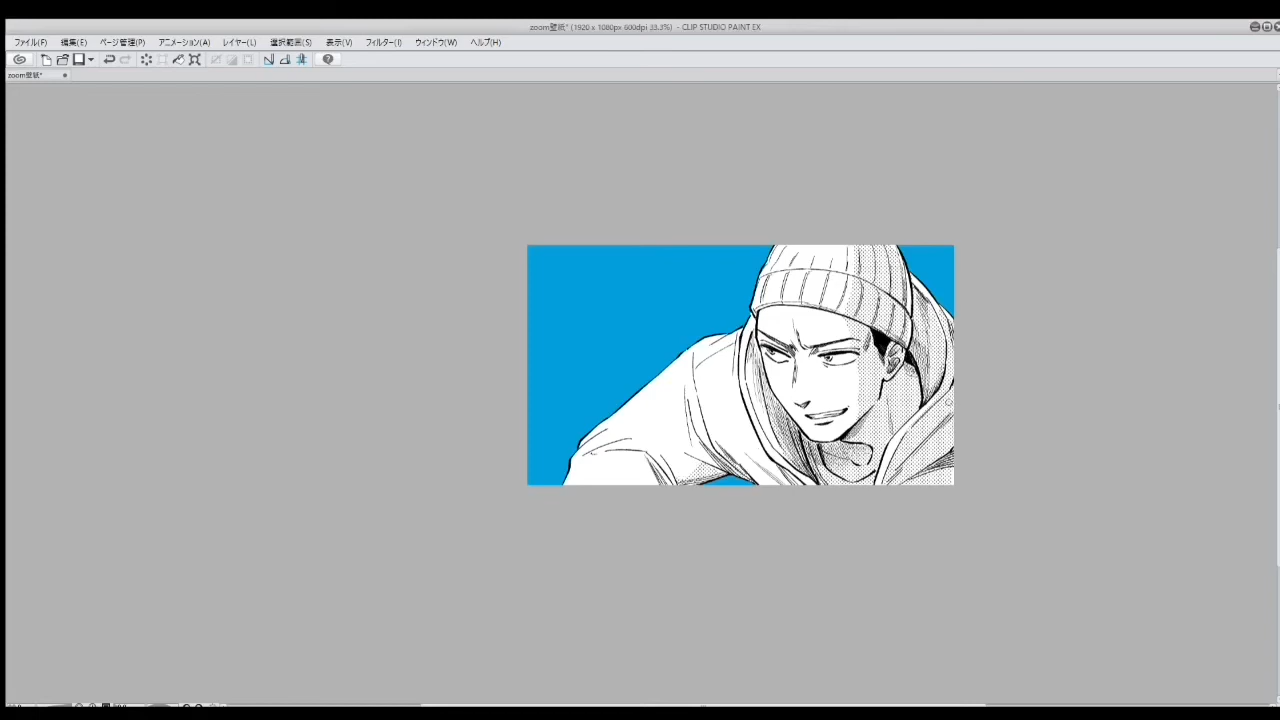 zoom壁紙* (1920 x 1080px 600dpi 33.3%) - CLIP STUDIO PAINT EX
ファイル(F) 編集(E) ページ管理(P) アニメーション(A) レイヤー(L) 選択範囲(S) 表示(V) フィルター(I) ウィンドウ(W) ヘルプ(H)
zoom壁紙*